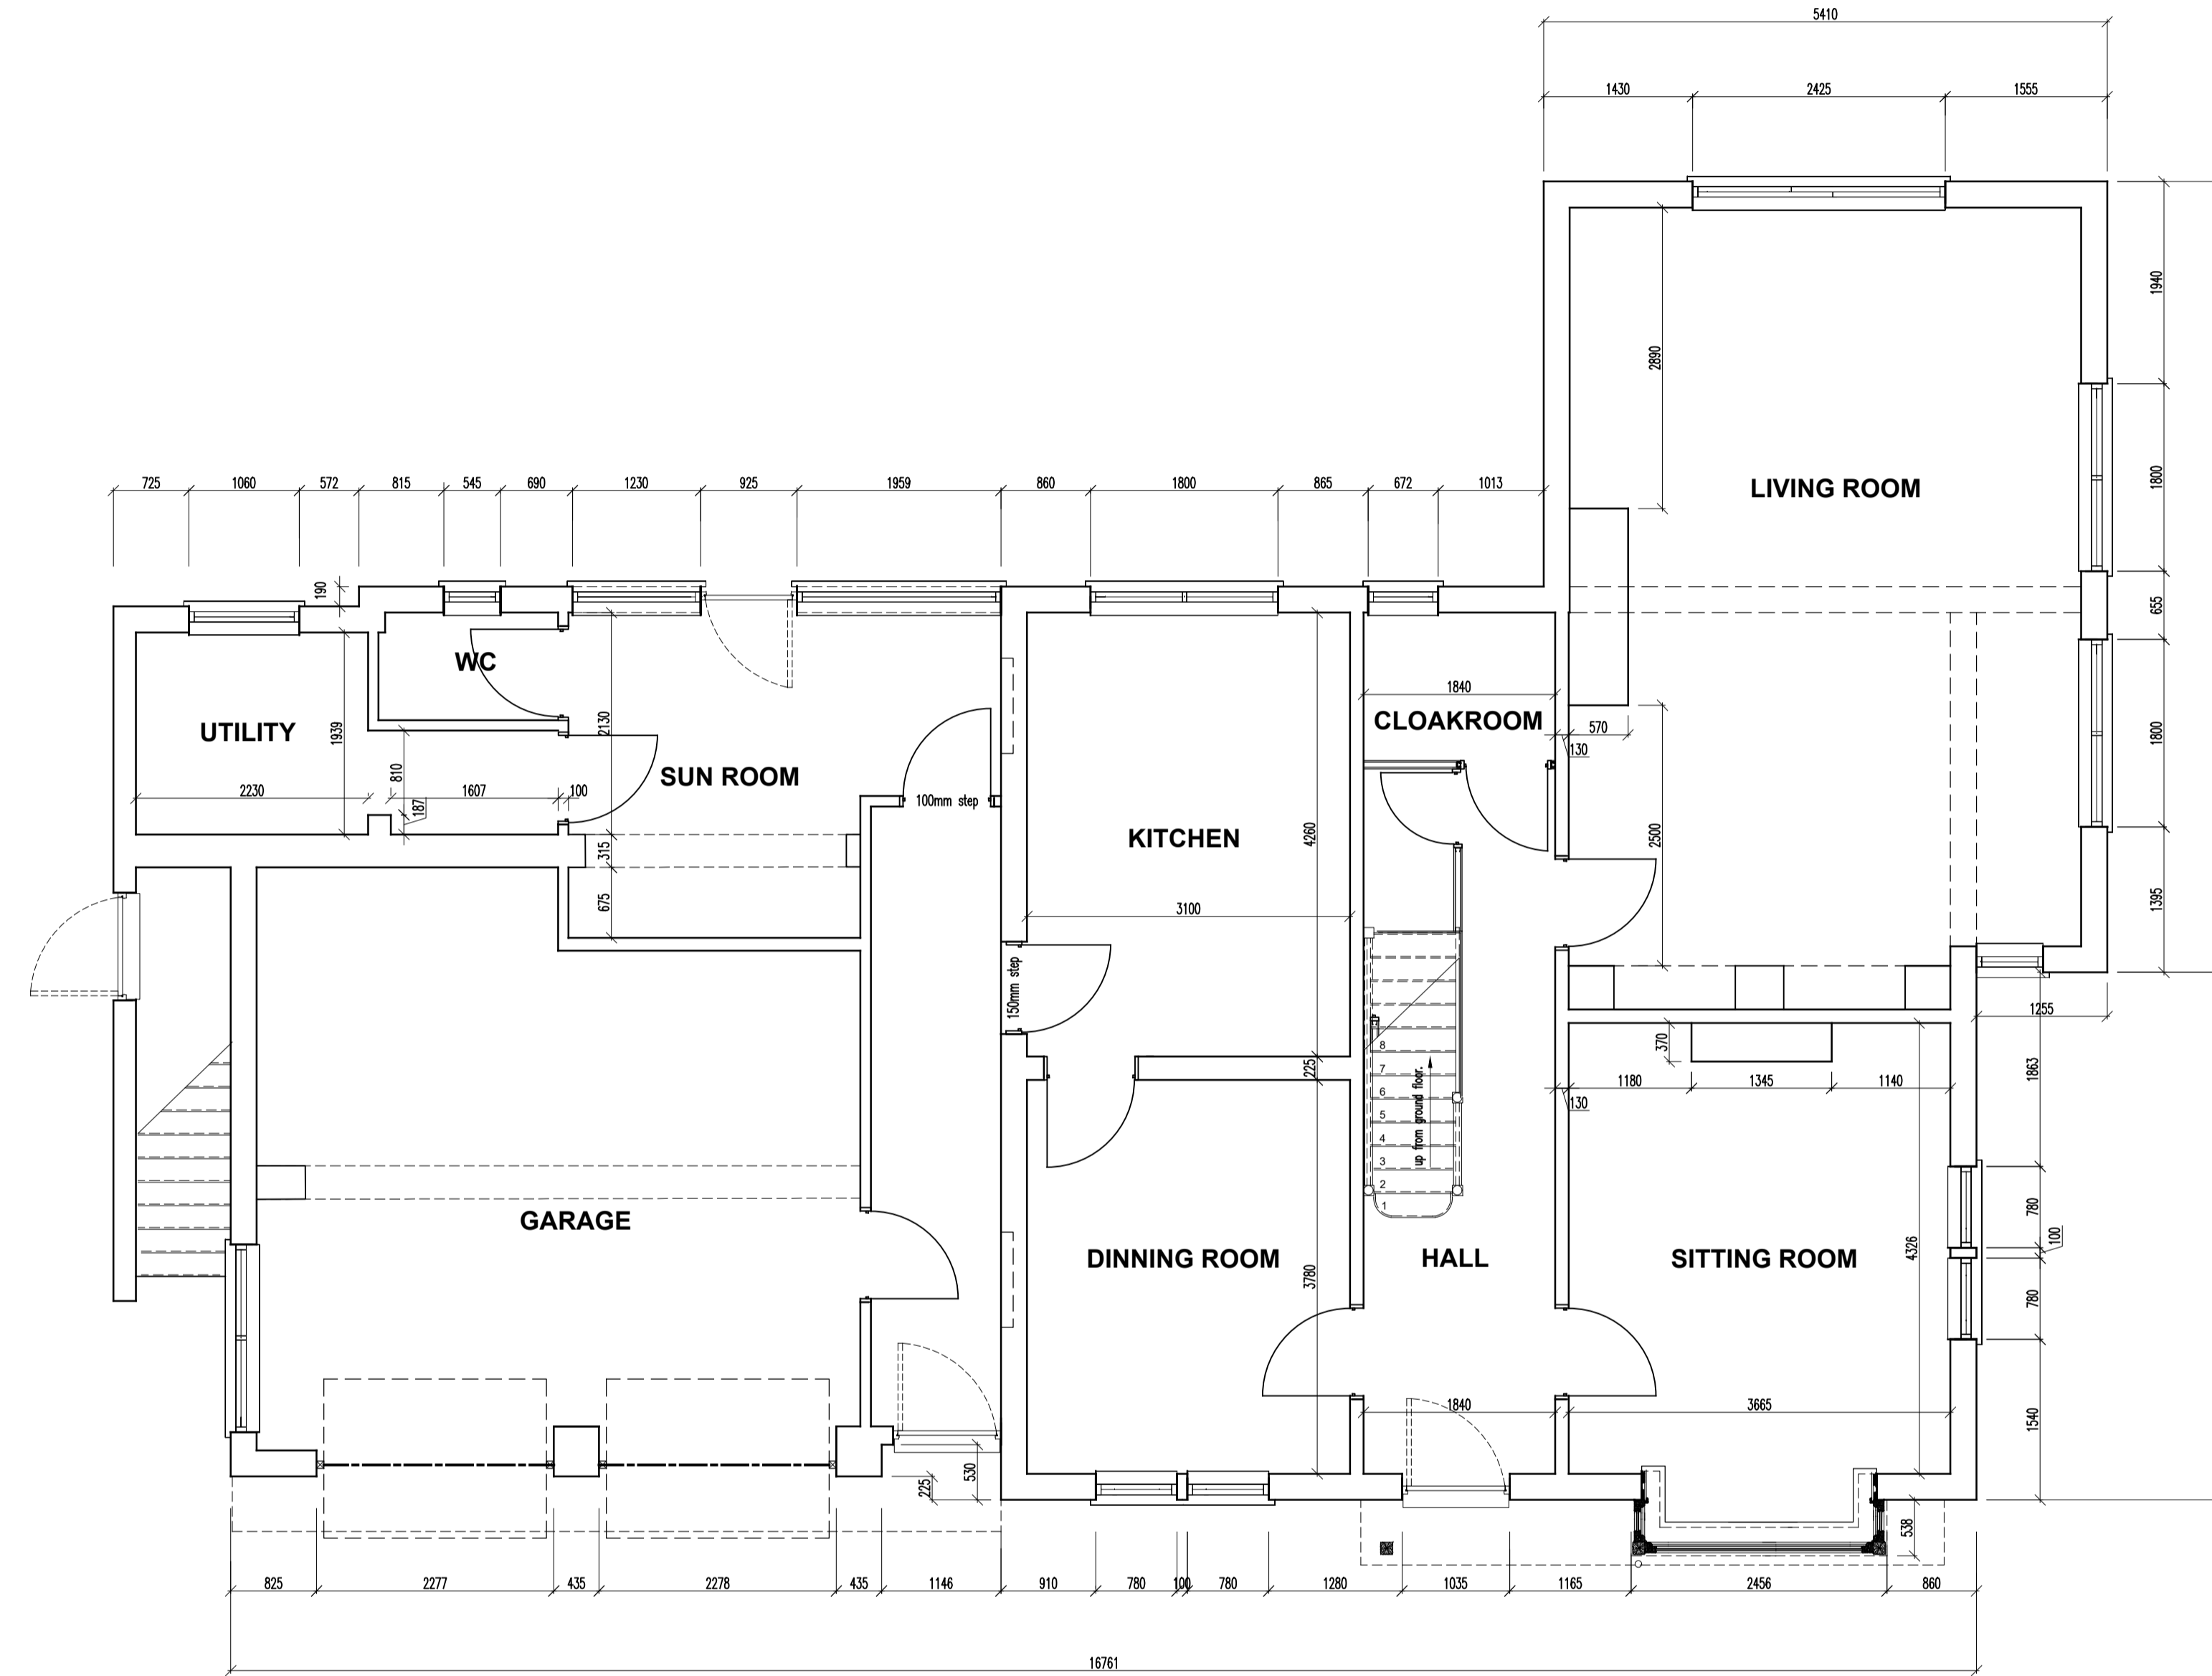 5410
1430 2425 1555
725 1060 572 815 545 690 1230 925 1959 860 1800 865 672 1013
1940
2890
1800
LIVING ROOM
190
655
WC
UTILITY
1939
2130
SUN ROOM
1840
CLOAKROOM
570
130
1800
810
2230
1607
100
187
100mm step
KITCHEN
4260
2500
315
675
3100
1395
150mm step
1255
370
1863
225
1180 1345 1140
130
8
7
6
5
4
3
2
1
up from ground floor.
GARAGE
DINNING ROOM
3780
HALL
SITTING ROOM
4326
780
100
780
1840
3665
1540
530
225
538
825 2277 435 2278 435 1146 910 780 100 780 1280 1035 1165 2456 860
16761